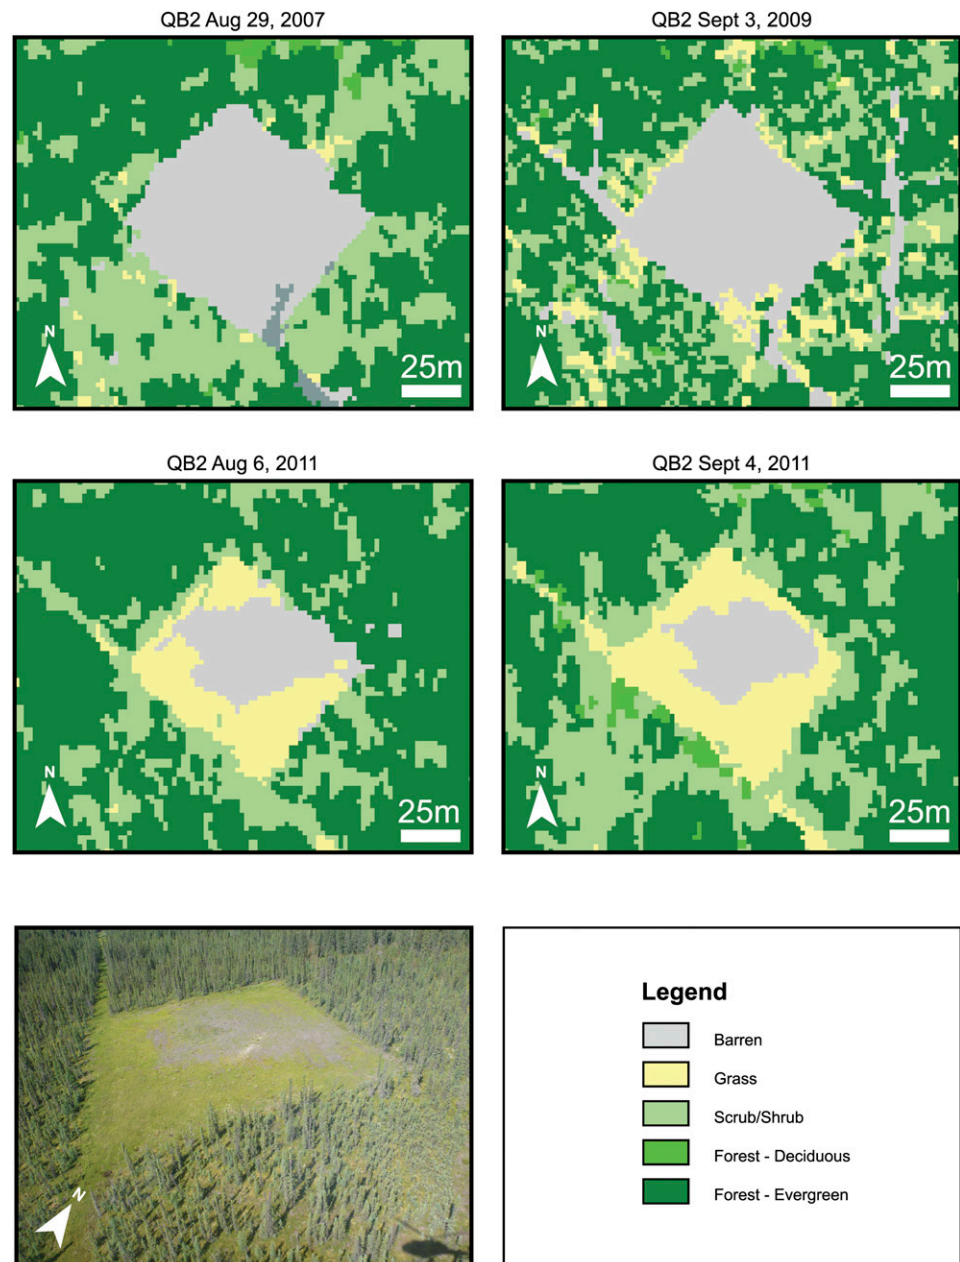 QB2 Aug 29, 2007
QB2 Sept 3, 2009
N
25m
N
25m
QB2 Aug 6, 2011
QB2 Sept 4, 2011
N
25m
N
25m
N
Legend
Barren
Grass
Scrub/Shrub
Forest - Deciduous
Forest - Evergreen